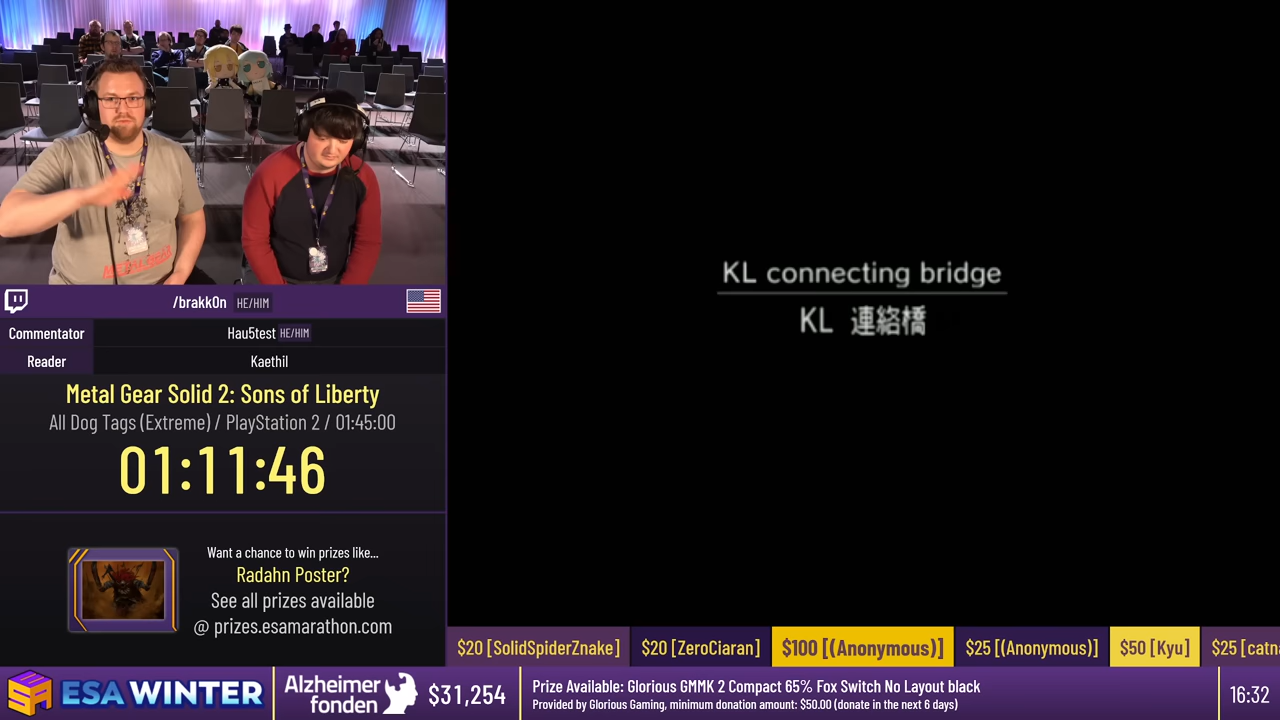 KL connecting bridge
KL 連絡橋
/brakk0n HE/HIM
Commentator Hau5test HE/HIM
Reader Kaethil
Metal Gear Solid 2: Sons of Liberty
All Dog Tags (Extreme) / PlayStation 2 / 01:45:00
01:11:46
Want a chance to win prizes like...
Radahn Poster?
See all prizes available
@ prizes.esamarathon.com
$20 [SolidSpiderZnake] $20 [ZeroCiaran] $100 [(Anonymous)] $25 [(Anonymous)] $50 [Kyu] $25 [catn
ESA WINTER
Alzheimer
fonden
$31,254
Prize Available: Glorious GMMK 2 Compact 65% Fox Switch No Layout black
Provided by Glorious Gaming, minimum donation amount: $50.00 (donate in the next 6 days)
16:32